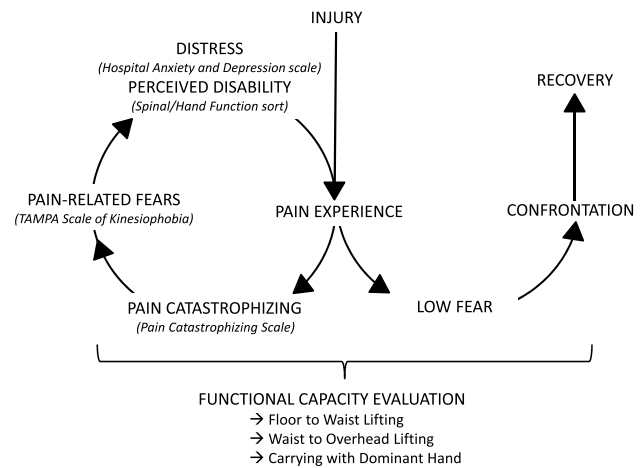 INJURY
DISTRESS
(Hospital Anxiety and Depression scale)
PERCEIVED DISABILITY
(Spinal/Hand Function sort)
RECOVERY
PAIN-RELATED FEARS
(TAMPA Scale of Kinesiophobia)
PAIN EXPERIENCE
CONFRONTATION
PAIN CATASTROPHIZING
(Pain Catastrophizing Scale)
LOW FEAR
FUNCTIONAL CAPACITY EVALUATION
→ Floor to Waist Lifting
→ Waist to Overhead Lifting
→ Carrying with Dominant Hand